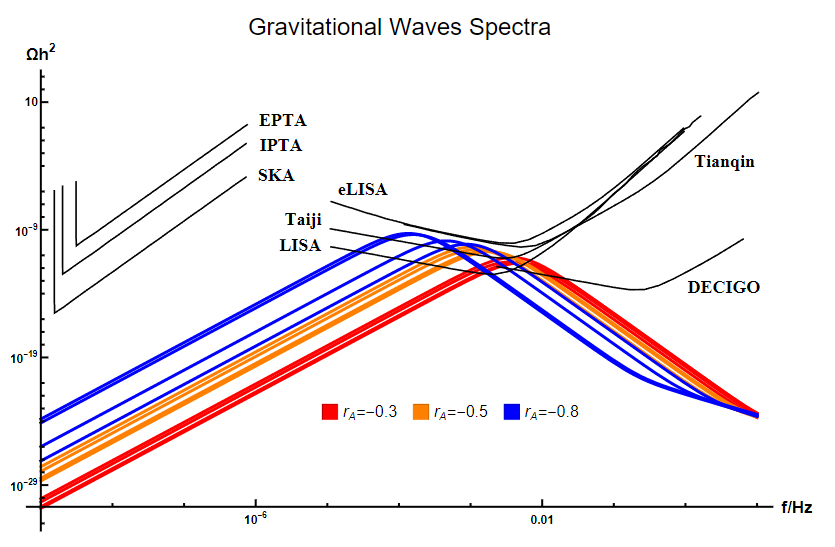 Gravitational Waves Spectra
Ωh²
10
EPTA
IPTA
SKA
Tianqin
eLISA
Taiji
10⁻⁹
LISA
DECIGO
10⁻¹⁹
r_A=−0.3 r_A=−0.5 r_A=−0.8
10⁻²⁹
f/Hz
10⁻⁶ 0.01